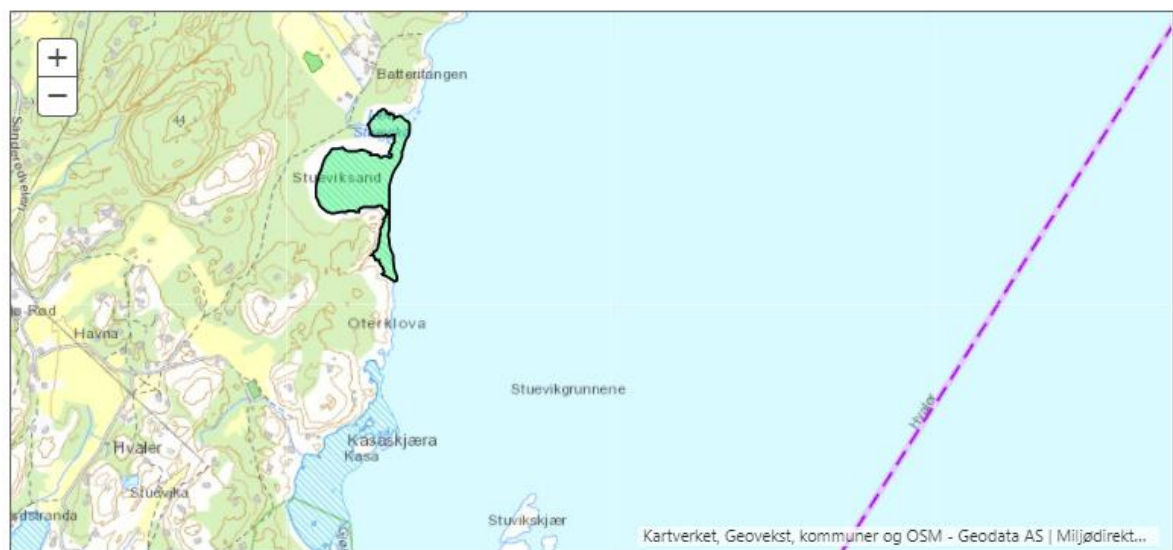 +
−
Batteritangen
44
Sanderødveien
Stueviksand
Rød
Oterklova
Havna
Stuevikgrunnene
Hvaler
Kasaskjæra
Hvaler
Kasa
Stuevika
Stuvikskjær
Kartverket, Geovekst, kommuner og OSM - Geodata AS | Miljødirekt...